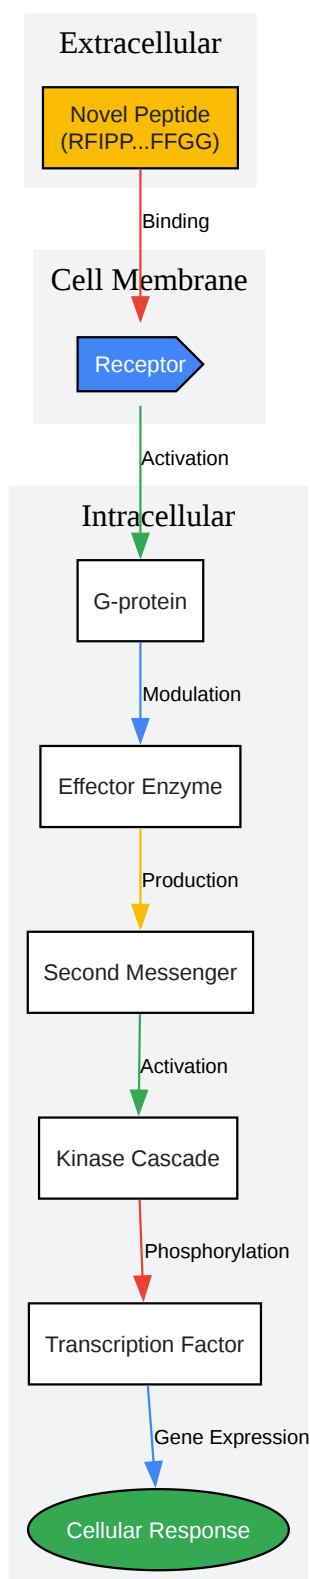 Extracellular
Novel Peptide
(RFIPP...FFGG)
Binding
Cell Membrane
Receptor
Activation
Intracellular
G-protein
Modulation
Effector Enzyme
Production
Second Messenger
Activation
Kinase Cascade
Phosphorylation
Transcription Factor
Gene Expression
Cellular Response